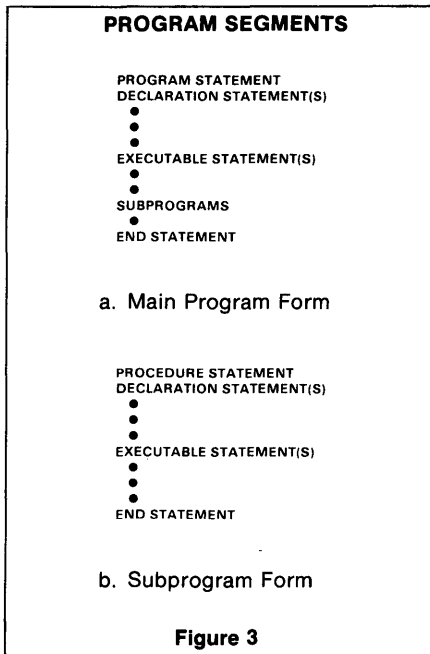 PROGRAM SEGMENTS
PROGRAM STATEMENT
DECLARATION STATEMENT(S)
•
•
•
EXECUTABLE STATEMENT(S)
•
•
SUBPROGRAMS
•
END STATEMENT
a. Main Program Form
PROCEDURE STATEMENT
DECLARATION STATEMENT(S)
•
•
•
EXECUTABLE STATEMENT(S)
•
•
•
END STATEMENT
b. Subprogram Form
Figure 3